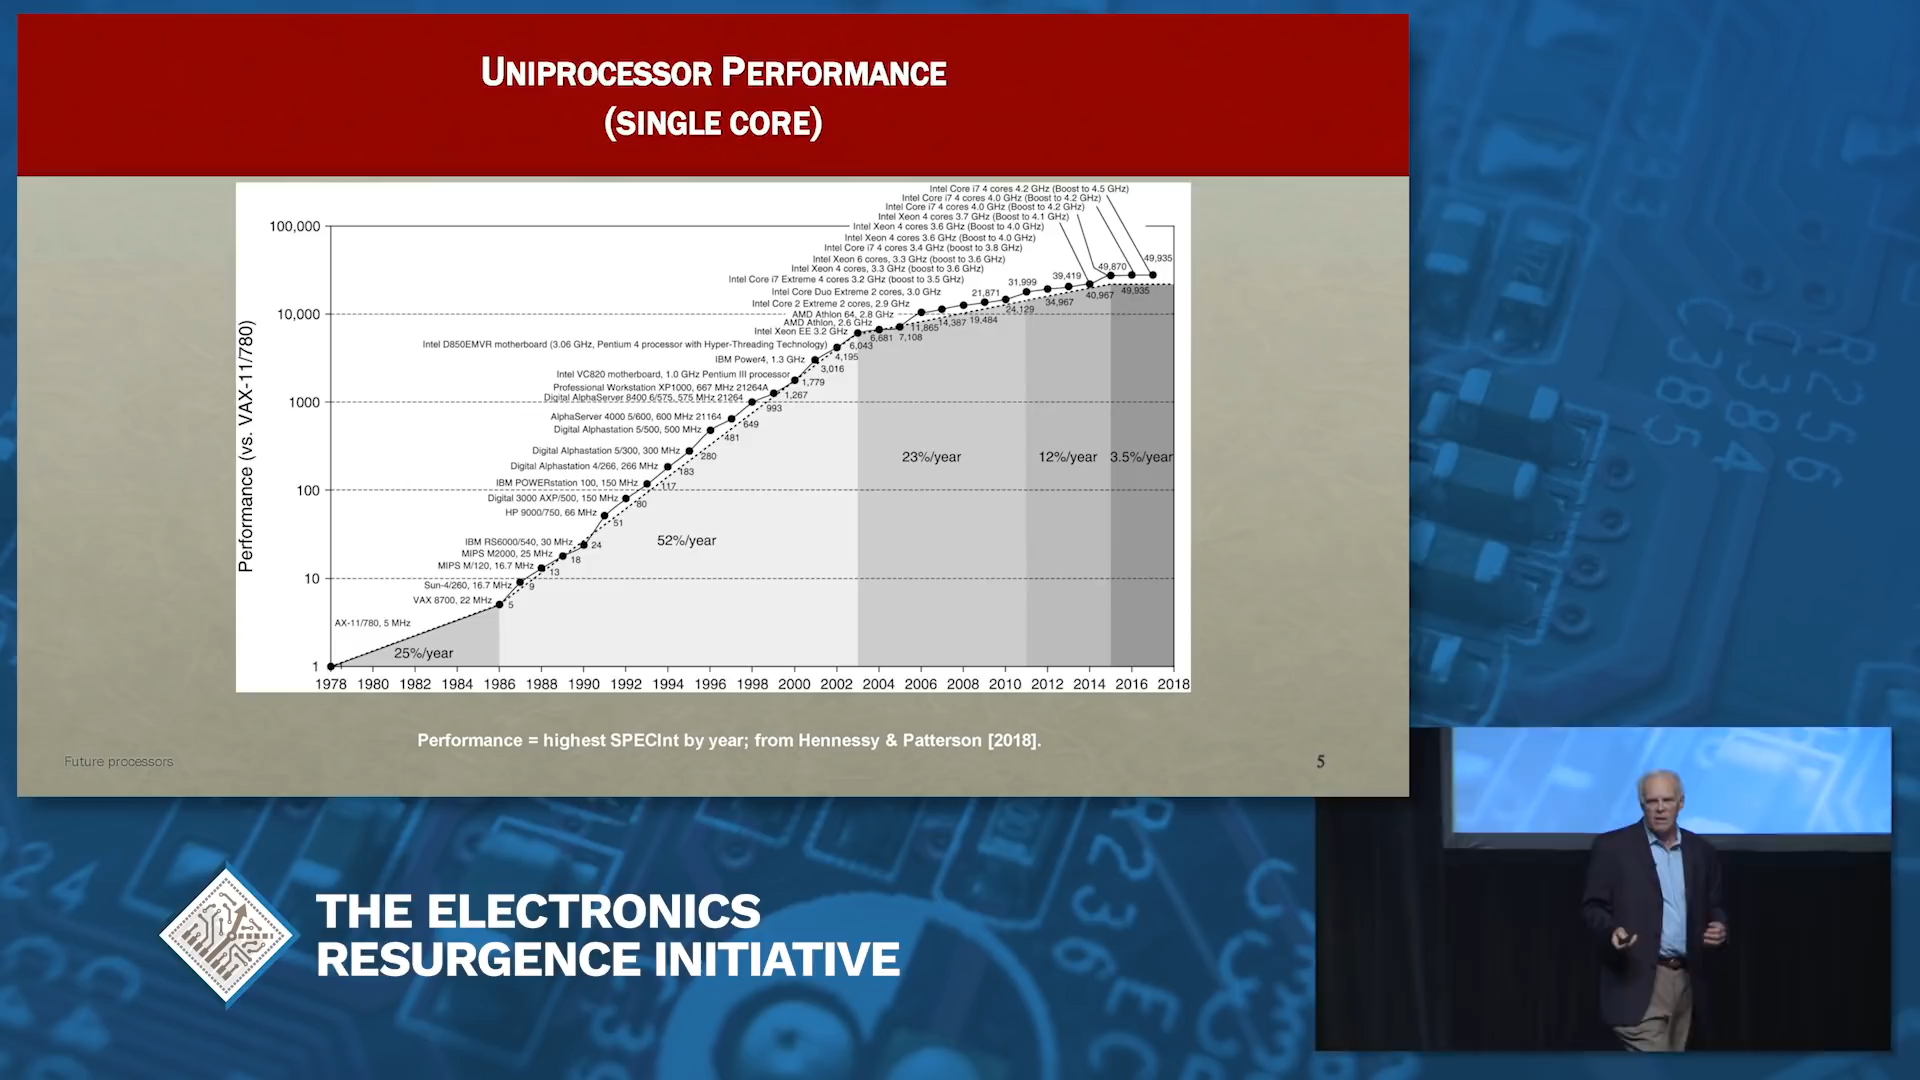 UNIPROCESSOR PERFORMANCE
(SINGLE CORE)
Performance (vs. VAX-11/780)
100,000
10,000
1000
100
10
1
Intel Core i7 4 cores 4.2 GHz (Boost to 4.5 GHz)
Intel Core i7 4 cores 4.0 GHz (Boost to 4.2 GHz)
Intel Core i7 4 cores 4.0 GHz (Boost to 4.2 GHz)
Intel Xeon 4 cores 3.7 GHz (Boost to 4.1 GHz)
Intel Xeon 4 cores 3.6 GHz (Boost to 4.0 GHz)
Intel Xeon 4 cores 3.6 GHz (Boost to 4.0 GHz)
Intel Core i7 4 cores 3.4 GHz (boost to 3.8 GHz)
Intel Xeon 6 cores, 3.3 GHz (boost to 3.6 GHz)
Intel Xeon 4 cores, 3.3 GHz (boost to 3.6 GHz)
Intel Core i7 Extreme 4 cores 3.2 GHz (boost to 3.5 GHz)
Intel Core Duo Extreme 2 cores, 3.0 GHz
Intel Core 2 Extreme 2 cores, 2.9 GHz
AMD Athlon 64, 2.8 GHz
AMD Athlon, 2.6 GHz
Intel Xeon EE 3.2 GHz
Intel D850EMVR motherboard (3.06 GHz, Pentium 4 processor with Hyper-Threading Technology)
IBM Power4, 1.3 GHz
Intel VC820 motherboard, 1.0 GHz Pentium III processor
Professional Workstation XP1000, 667 MHz 21264A
Digital AlphaServer 8400 6/575, 575 MHz 21264
AlphaServer 4000 5/600, 600 MHz 21164
Digital Alphastation 5/500, 500 MHz
Digital Alphastation 5/300, 300 MHz
Digital Alphastation 4/266, 266 MHz
IBM POWERstation 100, 150 MHz
Digital 3000 AXP/500, 150 MHz
HP 9000/750, 66 MHz
IBM RS6000/540, 30 MHz
MIPS M2000, 25 MHz
MIPS M/120, 16.7 MHz
Sun-4/260, 16.7 MHz
VAX 8700, 22 MHz
AX-11/780, 5 MHz
5
9
13
18
24
51
80
117
183
280
481
649
993
1,267
1,779
3,016
4,195
6,043
6,681
7,108
11,865
14,387
19,484
21,871
24,129
31,999
34,967
39,419
40,967
49,870
49,935
49,935
25%/year
52%/year
23%/year
12%/year
3.5%/year
1978 1980 1982 1984 1986 1988 1990 1992 1994 1996 1998 2000 2002 2004 2006 2008 2010 2012 2014 2016 2018
Performance = highest SPECInt by year; from Hennessy & Patterson [2018].
Future processors
5
THE ELECTRONICS
RESURGENCE INITIATIVE